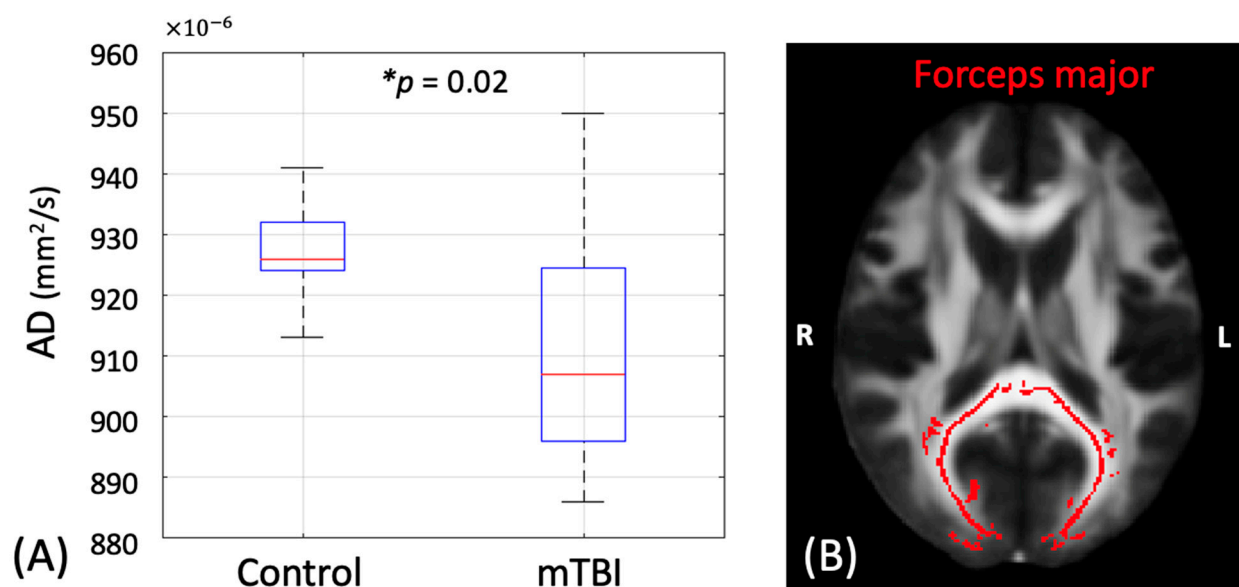 ×10⁻⁶
960
950
940
930
920
910
900
890
880
AD (mm²/s)
*p = 0.02
Control
mTBI
(A)
Forceps major
R
L
(B)